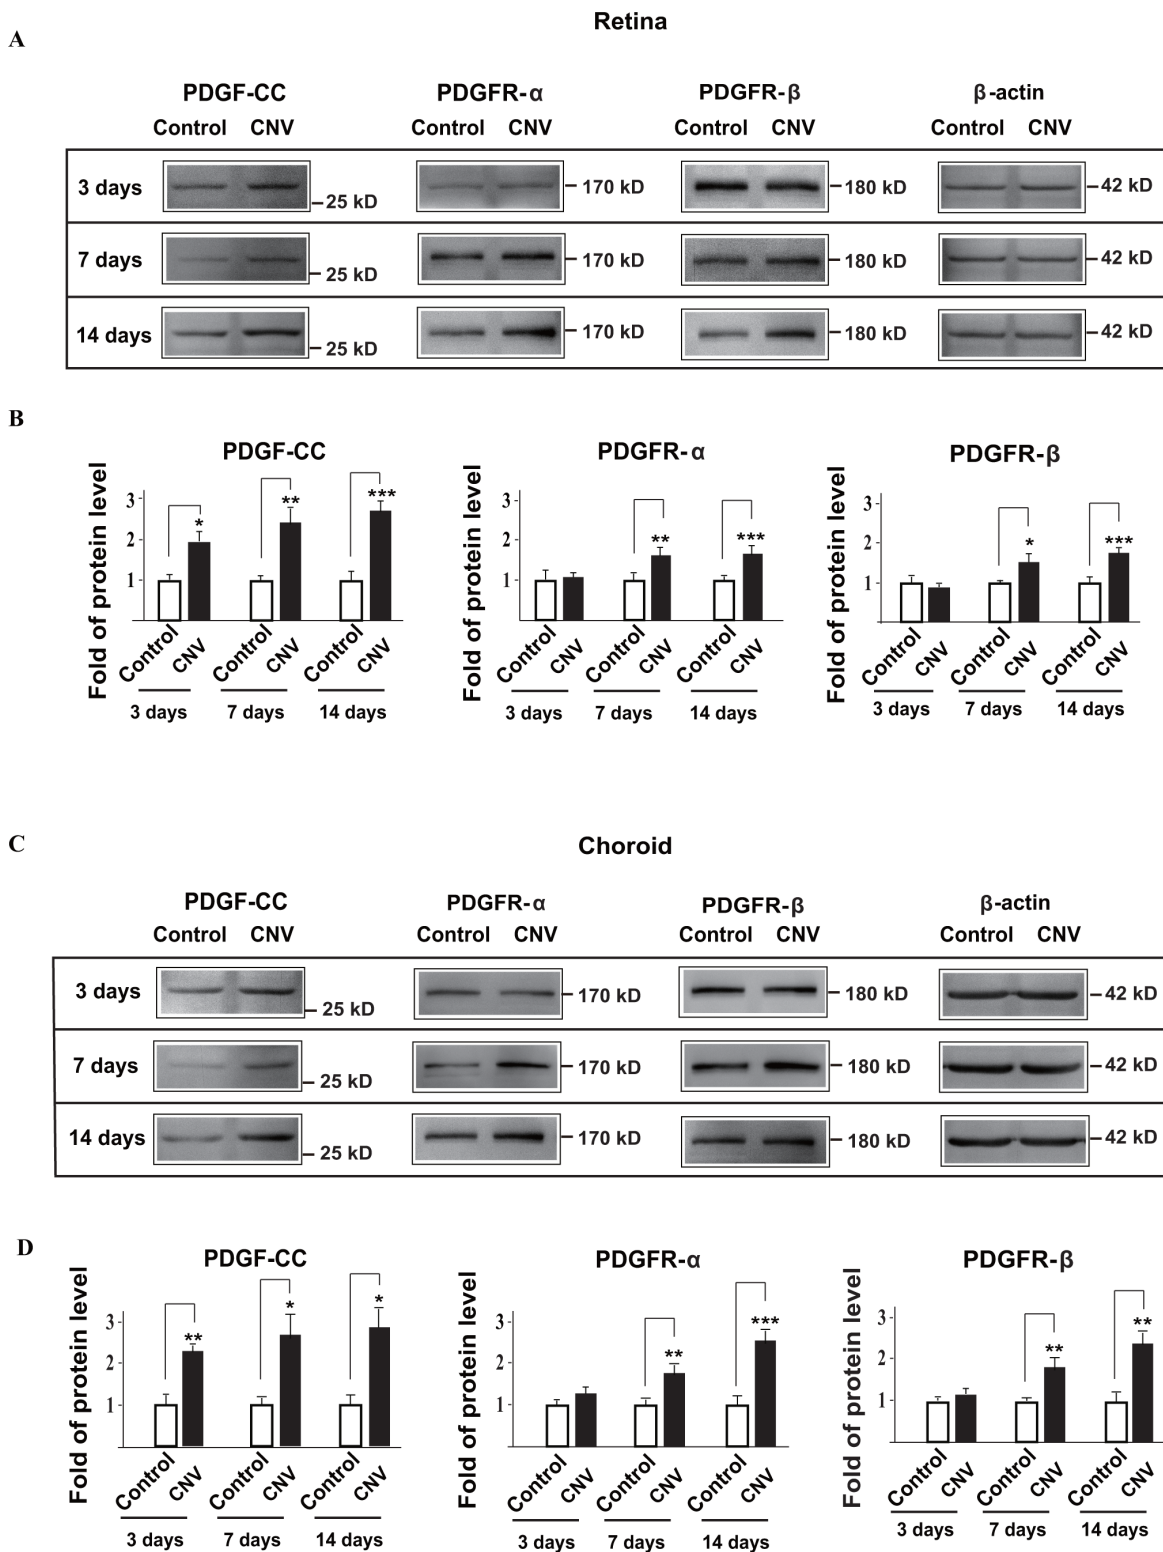 Retina
A
PDGF-CC PDGFR-α PDGFR-β β-actin
Control CNV Control CNV Control CNV Control CNV
3 days 25 kD 170 kD 180 kD 42 kD
7 days 25 kD 170 kD 180 kD 42 kD
14 days 25 kD 170 kD 180 kD 42 kD
B
PDGF-CC
Fold of protein level
3
2
1
* ** ***
Control CNV Control CNV Control CNV
3 days 7 days 14 days
PDGFR-α
Fold of protein level
3
2
1
** ***
Control CNV Control CNV Control CNV
3 days 7 days 14 days
PDGFR-β
Fold of protein level
3
2
1
* ***
Control CNV Control CNV Control CNV
3 days 7 days 14 days
C
Choroid
PDGF-CC PDGFR-α PDGFR-β β-actin
Control CNV Control CNV Control CNV Control CNV
3 days 25 kD 170 kD 180 kD 42 kD
7 days 25 kD 170 kD 180 kD 42 kD
14 days 25 kD 170 kD 180 kD 42 kD
D
PDGF-CC
Fold of protein level
3
2
1
** * *
Control CNV Control CNV Control CNV
3 days 7 days 14 days
PDGFR-α
Fold of protein level
3
2
1
** ***
Control CNV Control CNV Control CNV
3 days 7 days 14 days
PDGFR-β
Fold of protein level
3
2
1
** **
Control CNV Control CNV Control CNV
3 days 7 days 14 days